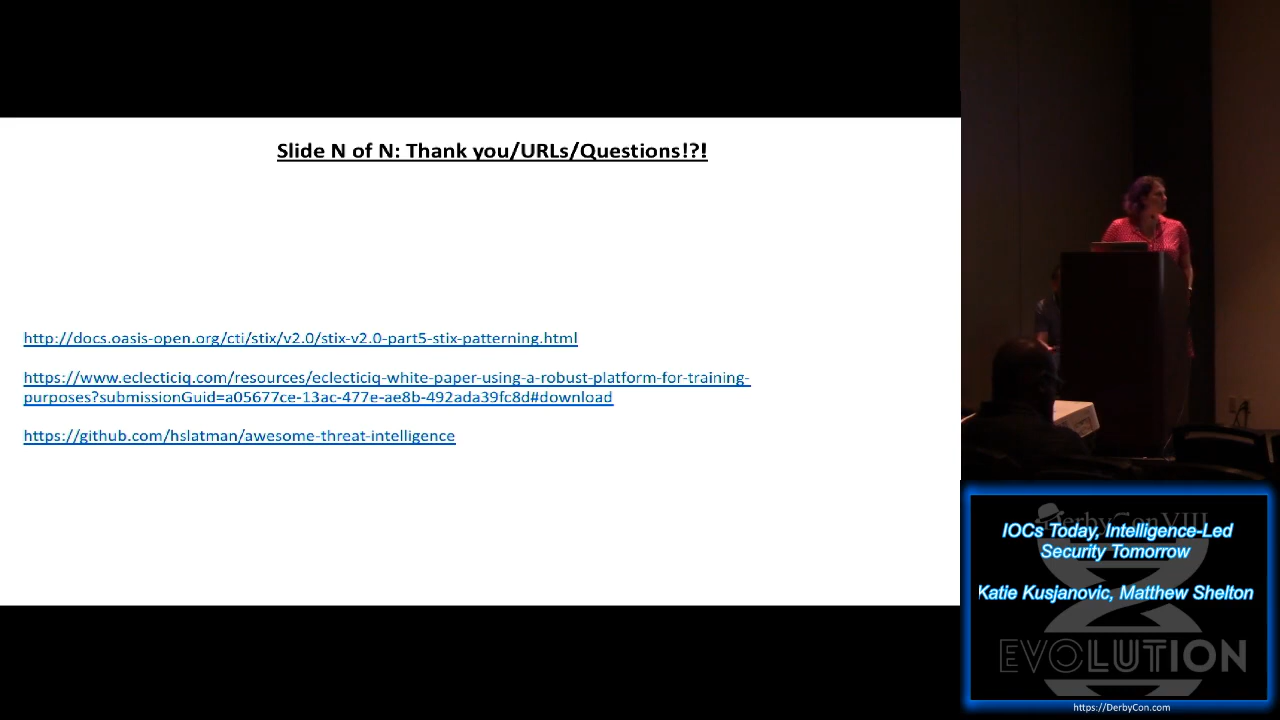 Slide N of N: Thank you/URLs/Questions!?!
http://docs.oasis-open.org/cti/stix/v2.0/stix-v2.0-part5-stix-patterning.html
https://www.eclecticiq.com/resources/eclecticiq-white-paper-using-a-robust-platform-for-training-
purposes?submissionGuid=a05677ce-13ac-477e-ae8b-492ada39fc8d#download
https://github.com/hslatman/awesome-threat-intelligence
DerbyCon VIII
IOCs Today, Intelligence-Led
Security Tomorrow
Katie Kusjanovic, Matthew Shelton
EVOLUTION
https://DerbyCon.com